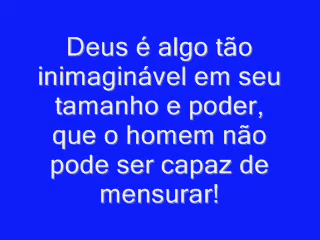 Deus é algo tão
inimaginável em seu
tamanho e poder,
que o homem não
pode ser capaz de
mensurar!